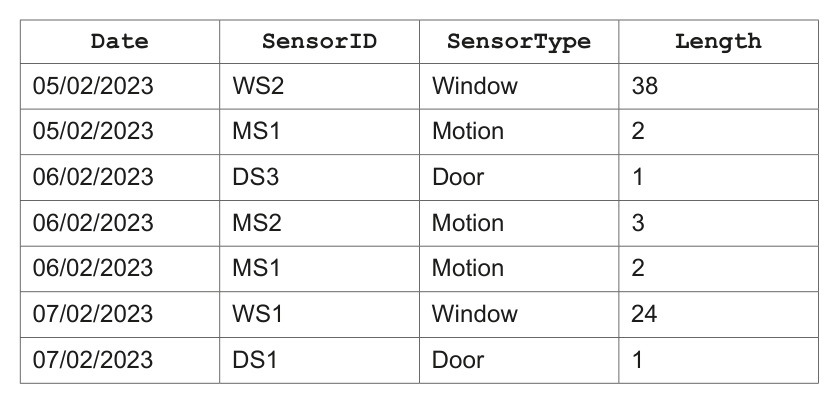 Date SensorID SensorType Length
05/02/2023 WS2 Window 38
05/02/2023 MS1 Motion 2
06/02/2023 DS3 Door 1
06/02/2023 MS2 Motion 3
06/02/2023 MS1 Motion 2
07/02/2023 WS1 Window 24
07/02/2023 DS1 Door 1